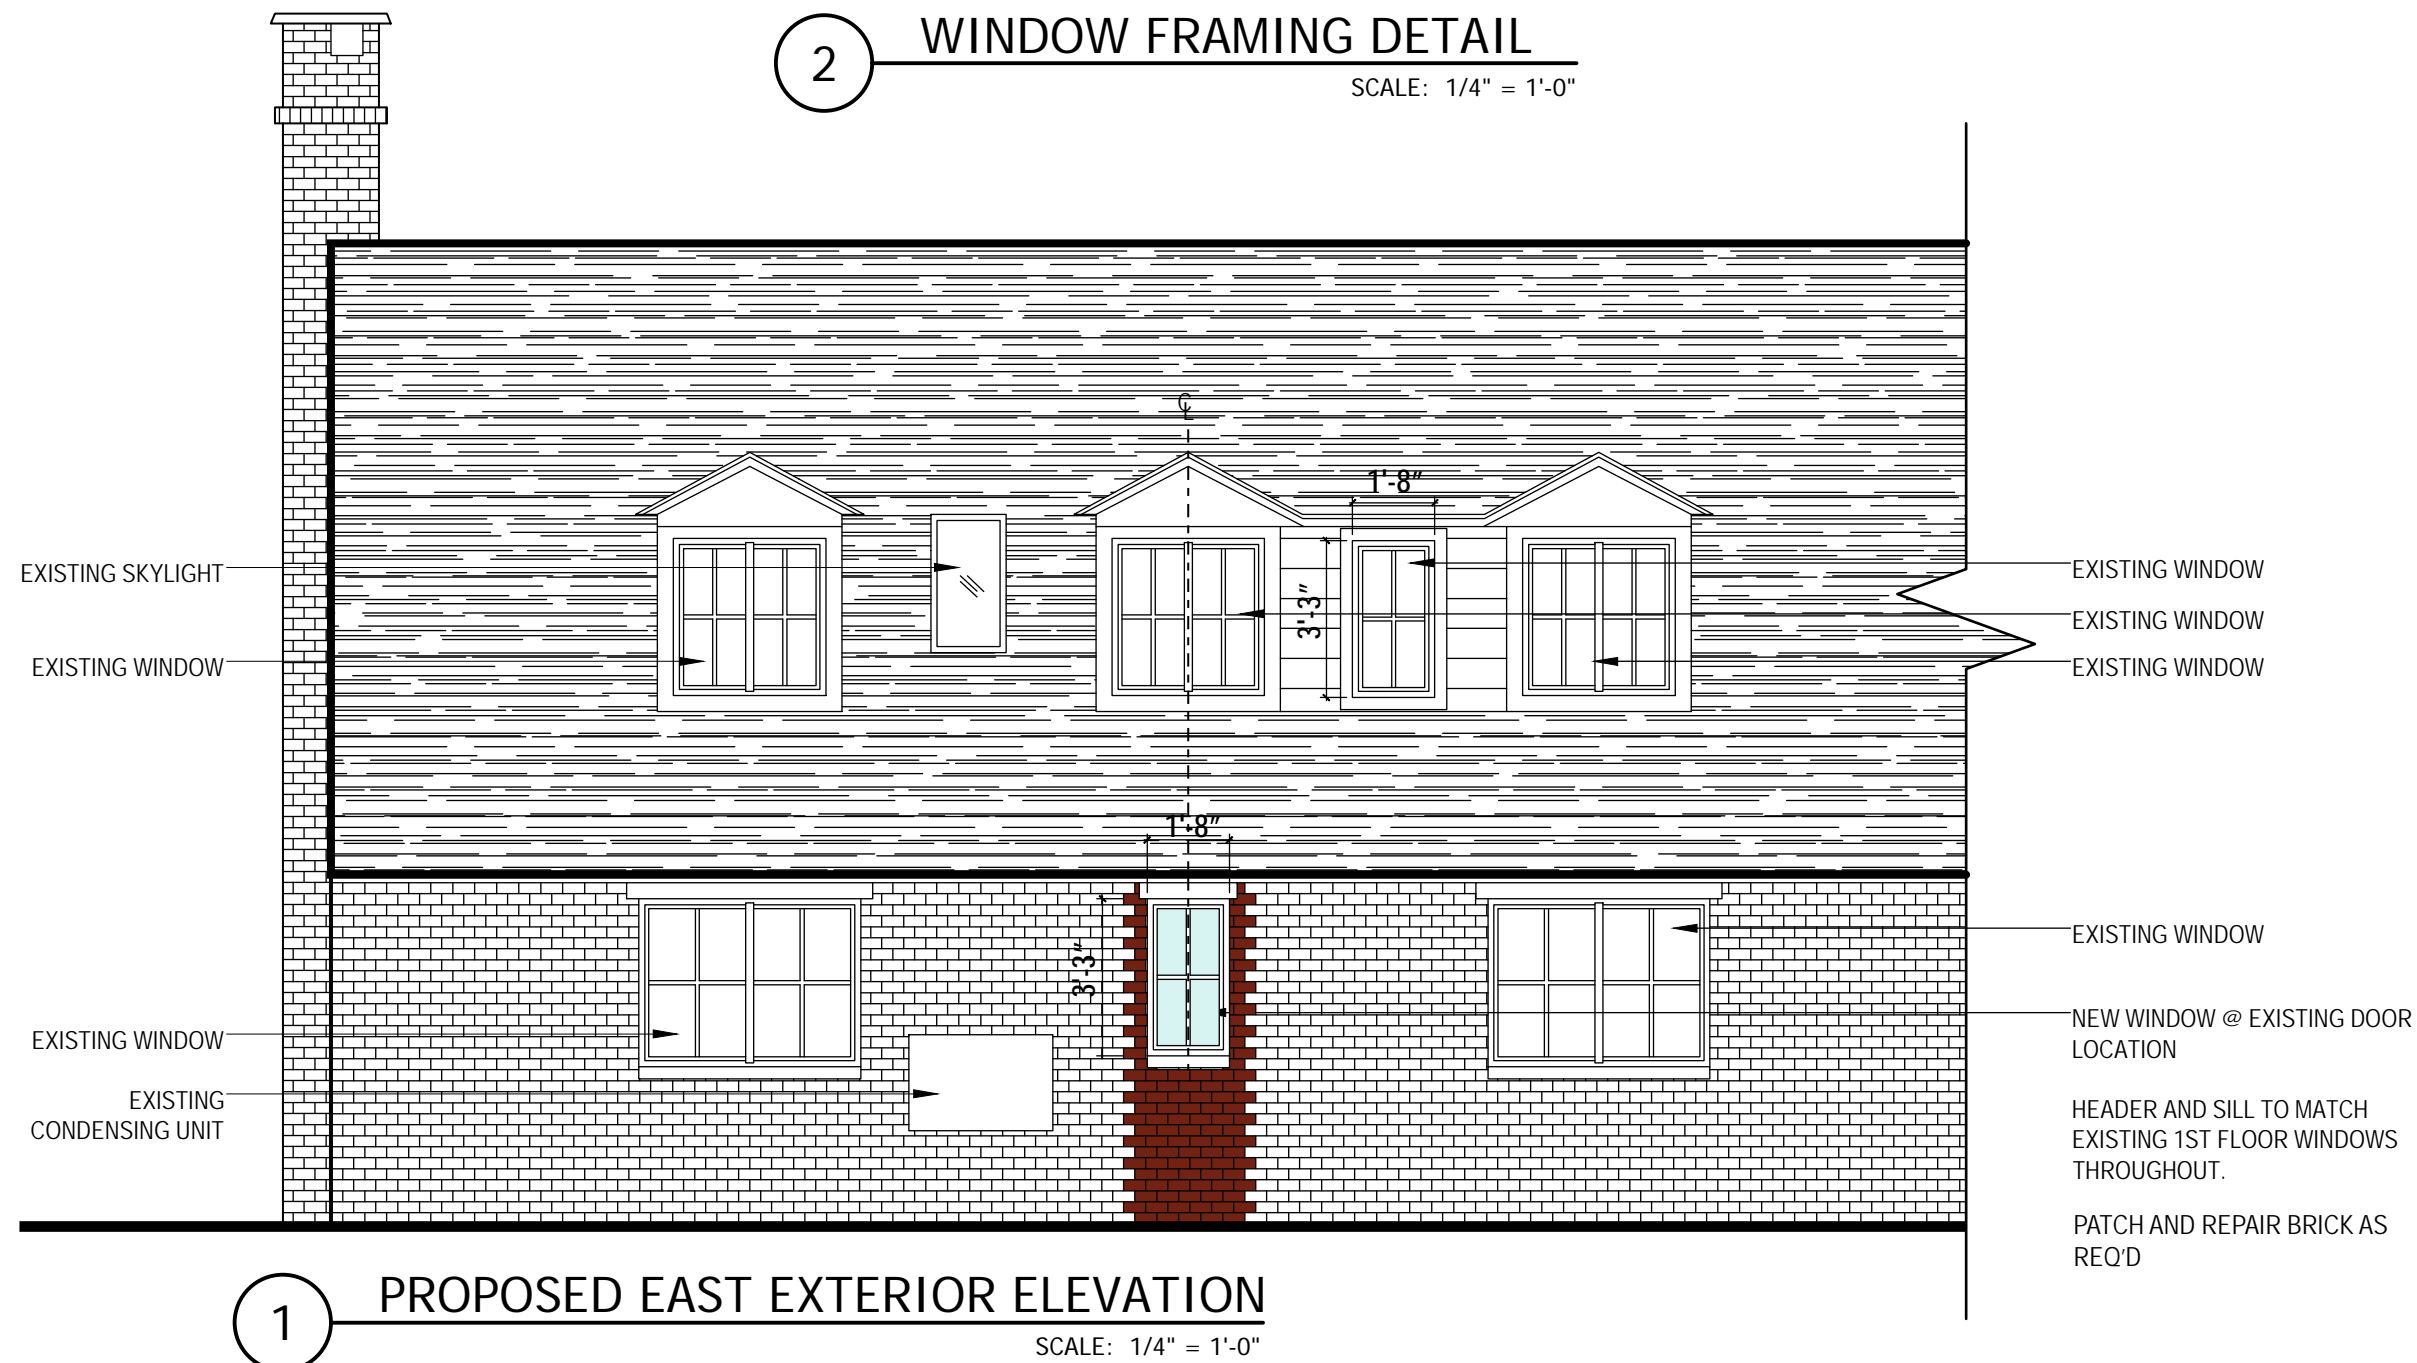 2
WINDOW FRAMING DETAIL
SCALE: 1/4" = 1'-0"
℄
1'-8"
3'-3"
EXISTING SKYLIGHT
EXISTING WINDOW
EXISTING WINDOW
EXISTING WINDOW
EXISTING WINDOW
1'-8"
3'-3"
EXISTING WINDOW
EXISTING
CONDENSING UNIT
EXISTING WINDOW
NEW WINDOW @ EXISTING DOOR
LOCATION
HEADER AND SILL TO MATCH
EXISTING 1ST FLOOR WINDOWS
THROUGHOUT.
PATCH AND REPAIR BRICK AS
REQ'D
1
PROPOSED EAST EXTERIOR ELEVATION
SCALE: 1/4" = 1'-0"